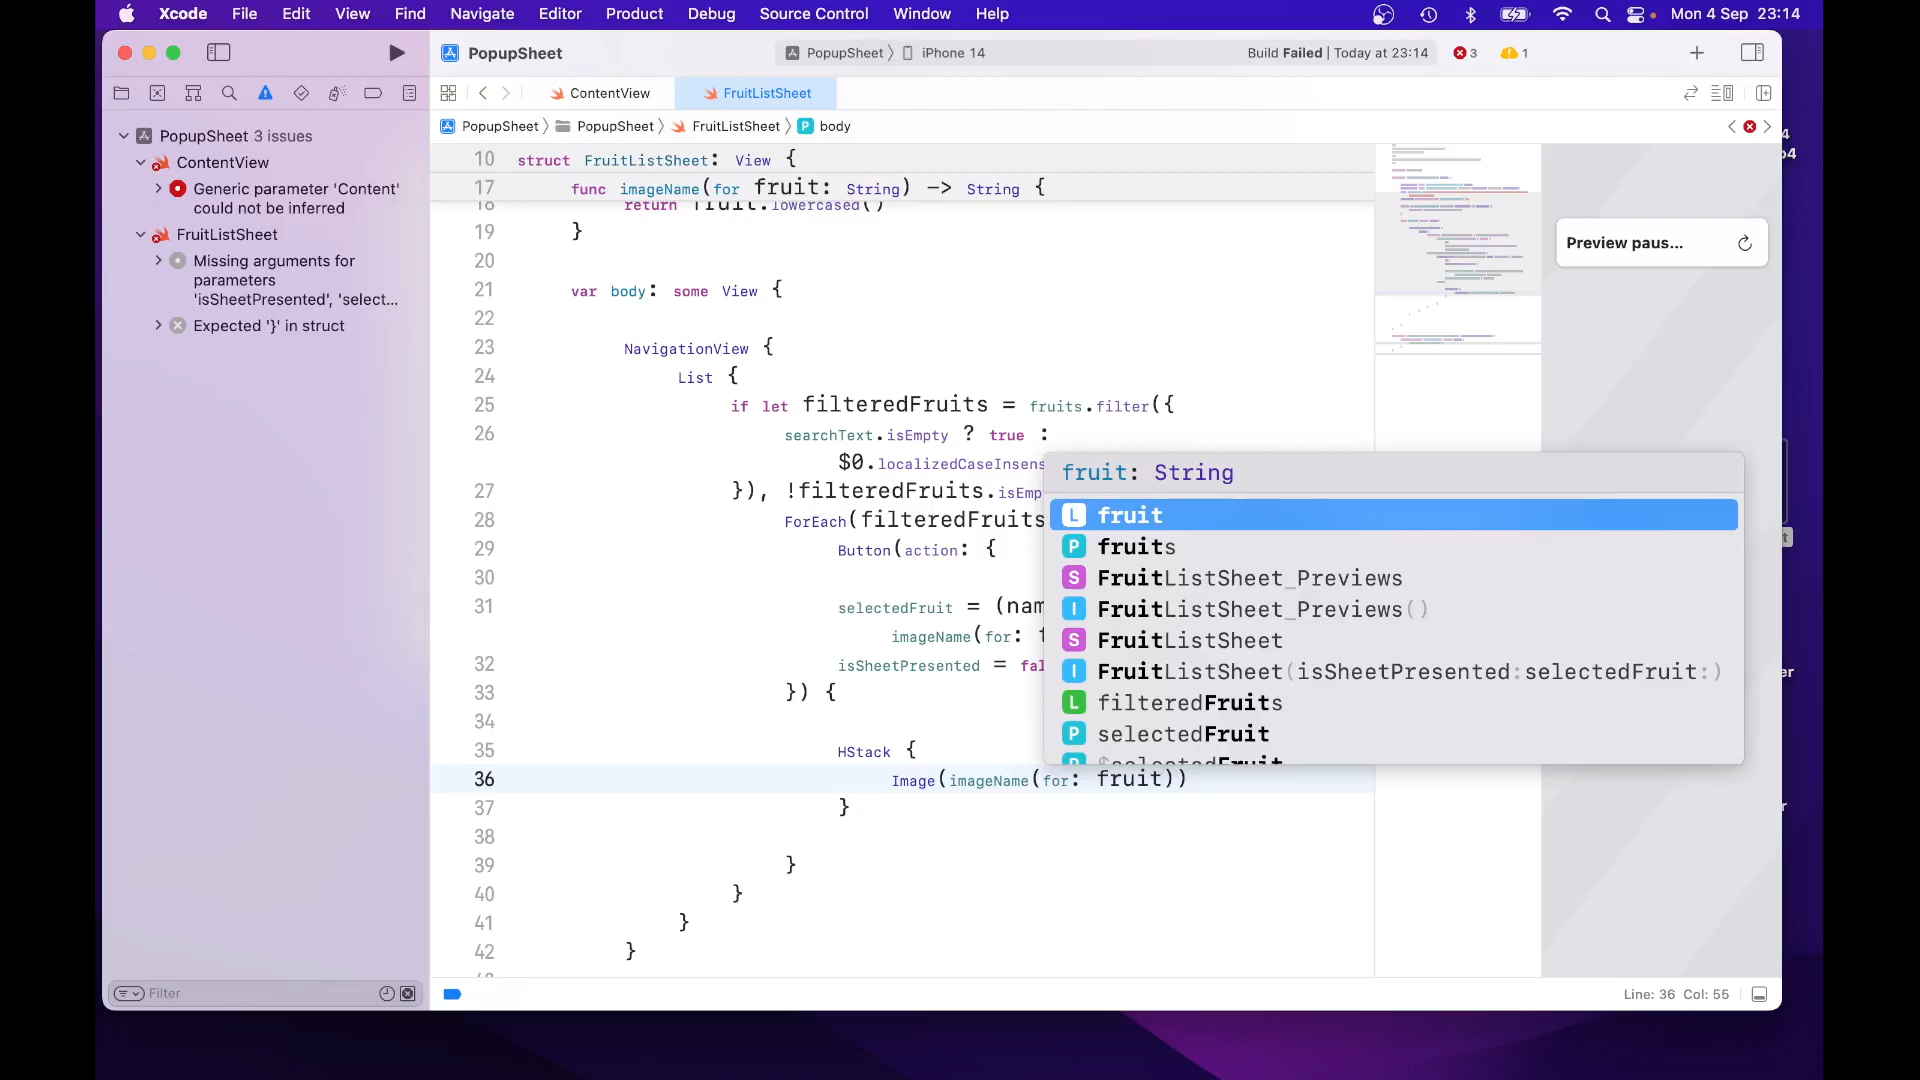 Xcode File Edit View Find Navigate Editor Product Debug Source Control Window Help Mon 4 Sep 23:14
PopupSheet PopupSheet iPhone 14 Build Failed | Today at 23:14 3 1
ContentView FruitListSheet
PopupSheet PopupSheet FruitListSheet body
PopupSheet 3 issues
ContentView
Generic parameter 'Content'
could not be inferred
FruitListSheet
Missing arguments for
parameters
'isSheetPresented', 'select...
Expected '}' in struct
Filter
10 struct FruitListSheet: View {
17 func imageName(for fruit: String) -> String {
18 return fruit.lowercased()
19 }
20
21 var body: some View {
22
23 NavigationView {
24 List {
25 if let filteredFruits = fruits.filter({
26 searchText.isEmpty ? true :
$0.localizedCaseInsens
27 }), !filteredFruits.isEmp
28 ForEach(filteredFruits
29 Button(action: {
30
31 selectedFruit = (nam
imageName(for: f
32 isSheetPresented = fal
33 }) {
34
35 HStack {
36 Image(imageName(for: fruit))
37 }
38
39 }
40 }
41 }
42 }
fruit: String
L fruit
P fruits
S FruitListSheet_Previews
I FruitListSheet_Previews()
S FruitListSheet
I FruitListSheet(isSheetPresented:selectedFruit:)
L filteredFruits
P selectedFruit
P $selectedFruit
Preview paus...
Line: 36 Col: 55